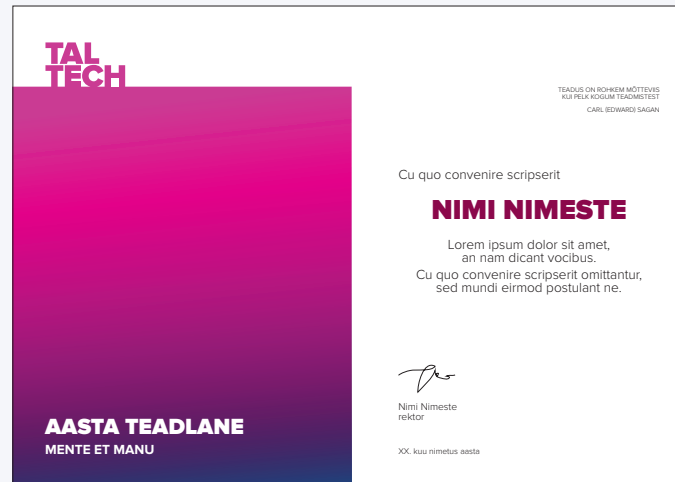 TAL
TECH
TEADUS ON ROHKEM MÕTTEVIIS
KUI PELK KOGUM TEADMISTEST
CARL (EDWARD) SAGAN
Cu quo convenire scripserit
NIMI NIMESTE
Lorem ipsum dolor sit amet,
an nam dicant vocibus.
Cu quo convenire scripserit omittantur,
sed mundi eirmod postulant ne.
Nimi Nimeste
rektor
XX. kuu nimetus aasta
AASTA TEADLANE
MENTE ET MANU